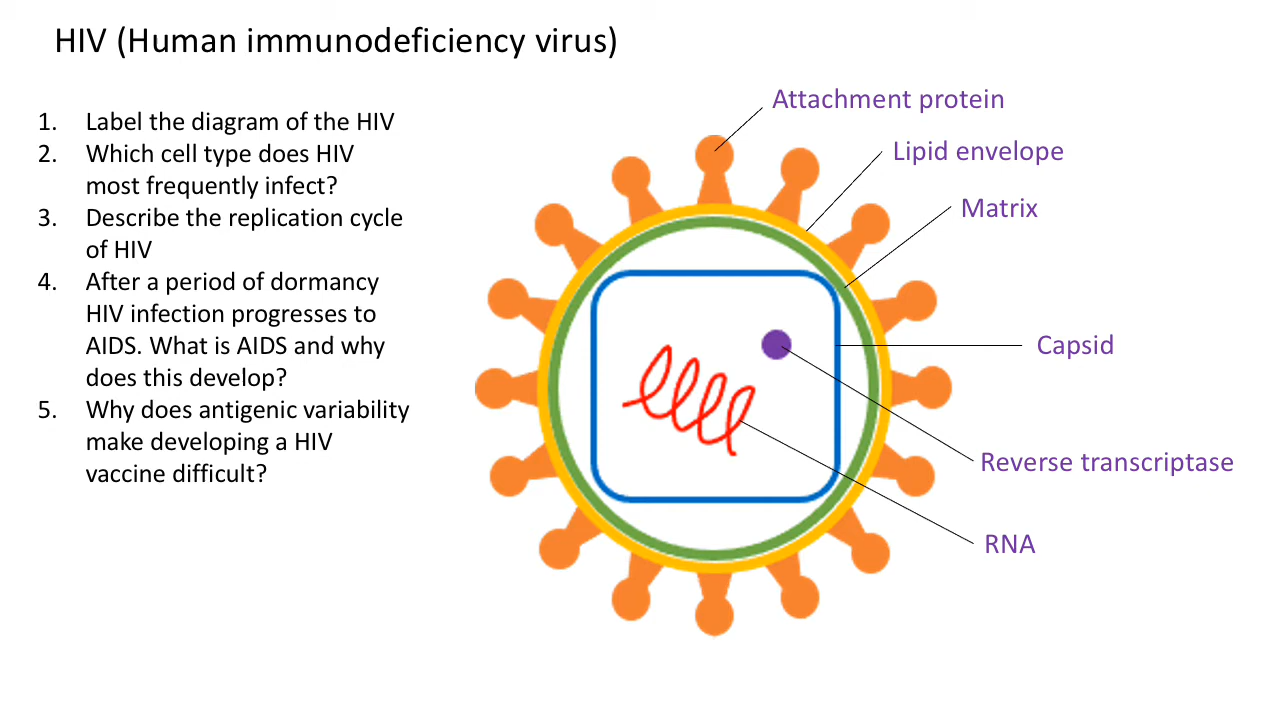 HIV (Human immunodeficiency virus)
1. Label the diagram of the HIV
2. Which cell type does HIV
most frequently infect?
3. Describe the replication cycle
of HIV
4. After a period of dormancy
HIV infection progresses to
AIDS. What is AIDS and why
does this develop?
5. Why does antigenic variability
make developing a HIV
vaccine difficult?
Attachment protein
Lipid envelope
Matrix
Capsid
Reverse transcriptase
RNA